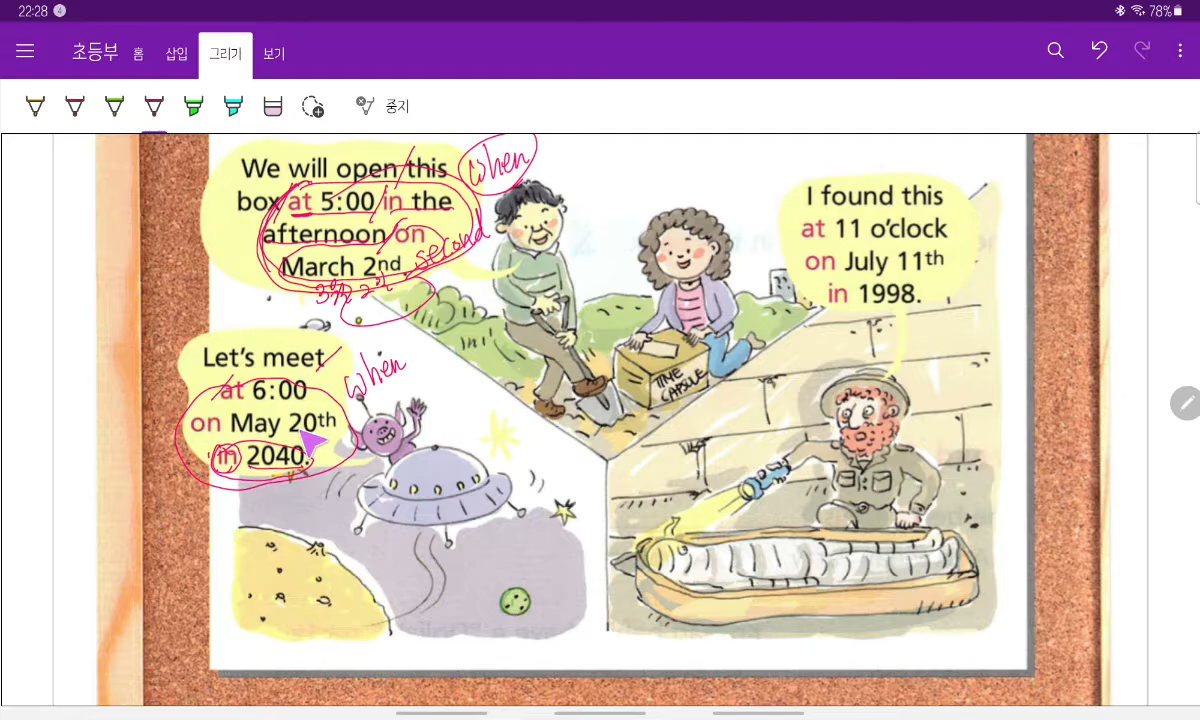 22:28 4 78%
초등부 홈 삽입 그리기 보기
중지
We will open this
box at 5:00 in the
afternoon on
March 2nd
when
second
3월 2일
I found this
at 11 o'clock
on July 11th
in 1998.
TIME
CAPSULE
Let's meet
at 6:00
on May 20th
in 2040.
when